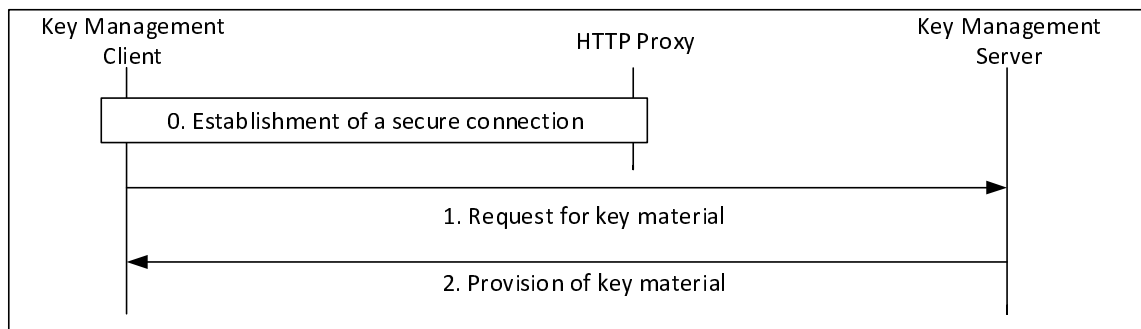 Key Management
Client
HTTP Proxy
Key Management
Server
0. Establishment of a secure connection
1. Request for key material
2. Provision of key material